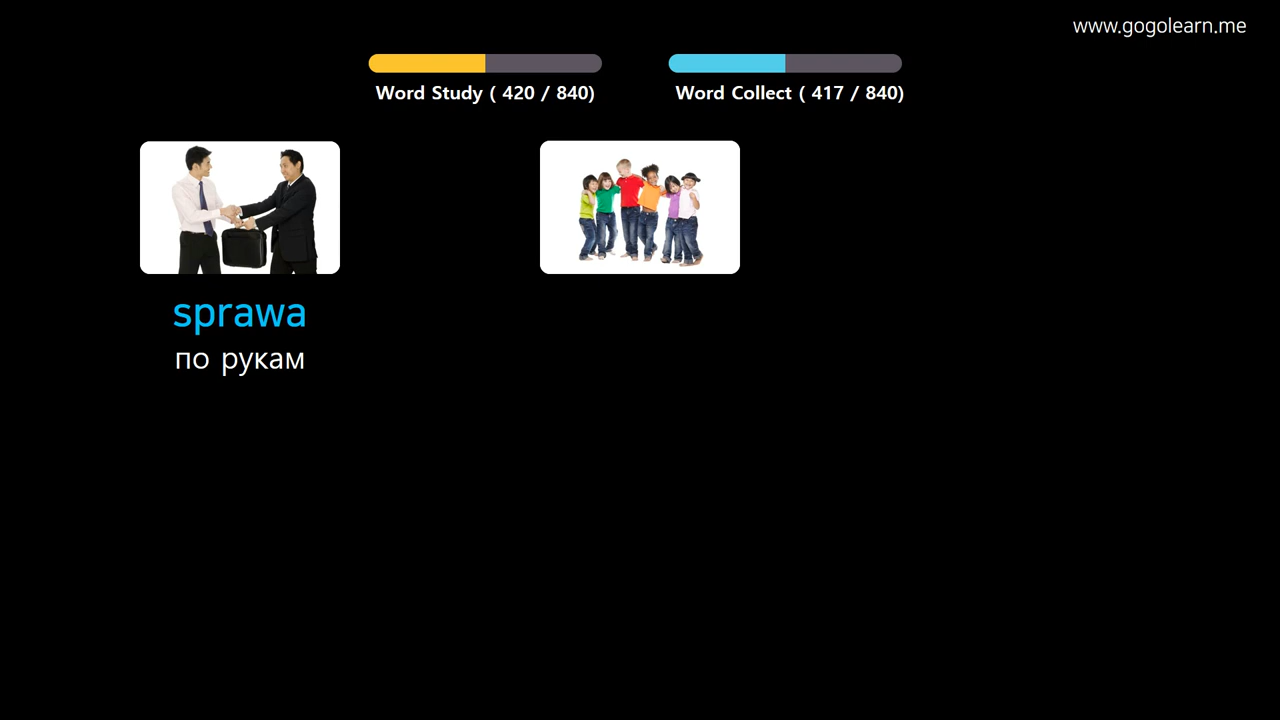 www.gogolearn.me
Word Study ( 420 / 840)
Word Collect ( 417 / 840)
sprawa
по рукам